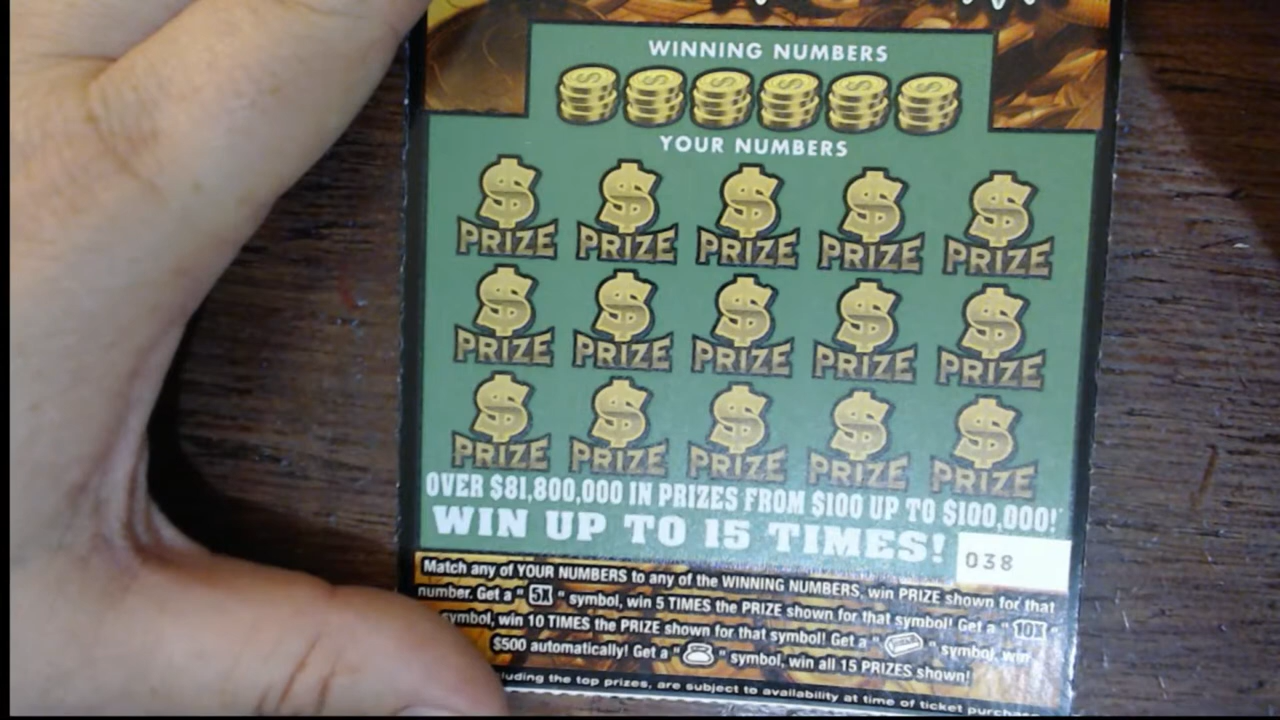 WINNING NUMBERS
YOUR NUMBERS
$ $ $ $ $
PRIZE PRIZE PRIZE PRIZE PRIZE
$ $ $ $ $
PRIZE PRIZE PRIZE PRIZE PRIZE
$ $ $ $ $
PRIZE PRIZE PRIZE PRIZE PRIZE
OVER $81,800,000 IN PRIZES FROM $100 UP TO $100,000!
WIN UP TO 15 TIMES!
038
Match any of YOUR NUMBERS to any of the WINNING NUMBERS, win PRIZE shown for that
number. Get a " 5X " symbol, win 5 TIMES the PRIZE shown for that symbol! Get a " 10X "
symbol, win 10 TIMES the PRIZE shown for that symbol! Get a " " symbol, win
$500 automatically! Get a " " symbol, win all 15 PRIZES shown!
the top prizes, are subject to availability at time of ticket